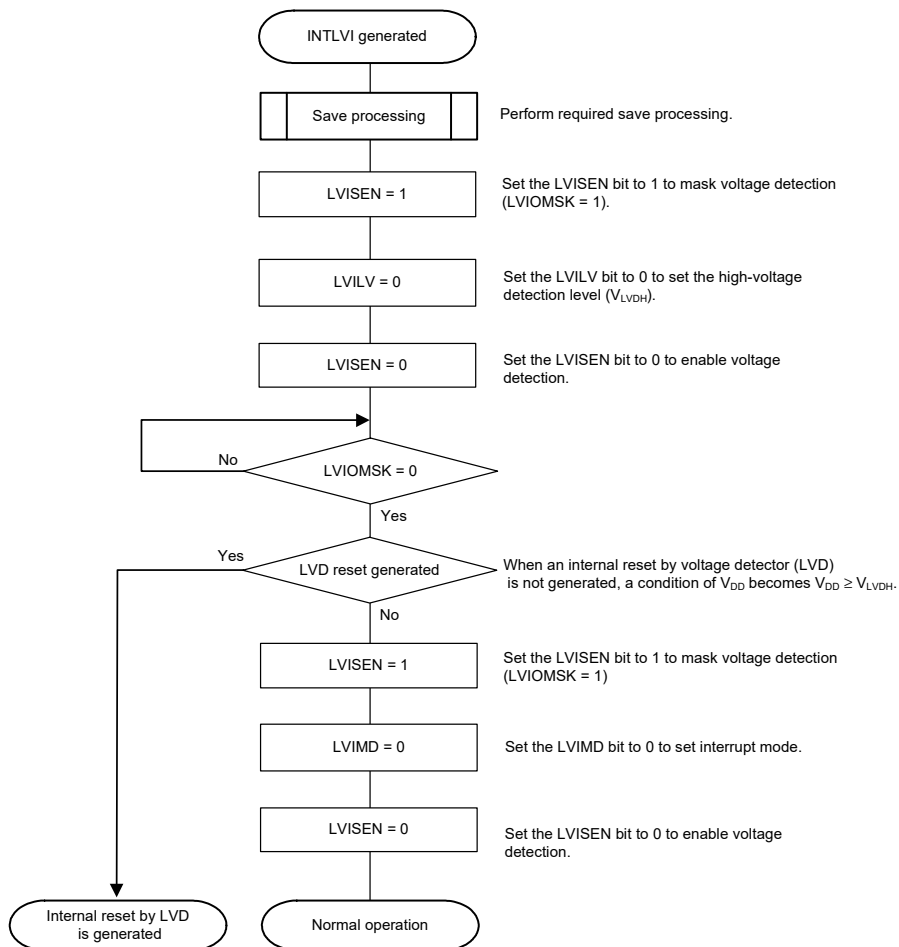 INTLVI generated
Save processing
Perform required save processing.
LVISEN = 1
Set the LVISEN bit to 1 to mask voltage detection
(LVIOMSK = 1).
LVILV = 0
Set the LVILV bit to 0 to set the high-voltage
detection level (VLVDH).
LVISEN = 0
Set the LVISEN bit to 0 to enable voltage
detection.
No
LVIOMSK = 0
Yes
Yes
LVD reset generated
When an internal reset by voltage detector (LVD)
is not generated, a condition of VDD becomes VDD ≥ VLVDH.
No
LVISEN = 1
Set the LVISEN bit to 1 to mask voltage detection
(LVIOMSK = 1)
LVIMD = 0
Set the LVIMD bit to 0 to set interrupt mode.
LVISEN = 0
Set the LVISEN bit to 0 to enable voltage
detection.
Internal reset by LVD
is generated
Normal operation